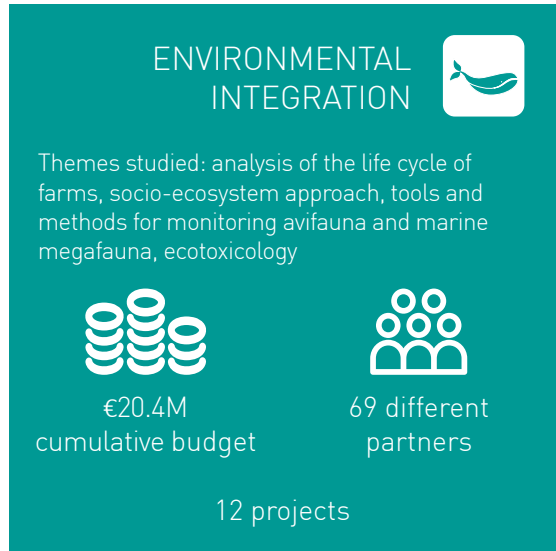 ENVIRONMENTAL
INTEGRATION
Themes studied: analysis of the life cycle of
farms, socio-ecosystem approach, tools and
methods for monitoring avifauna and marine
megafauna, ecotoxicology
€20.4M
cumulative budget
69 different
partners
12 projects